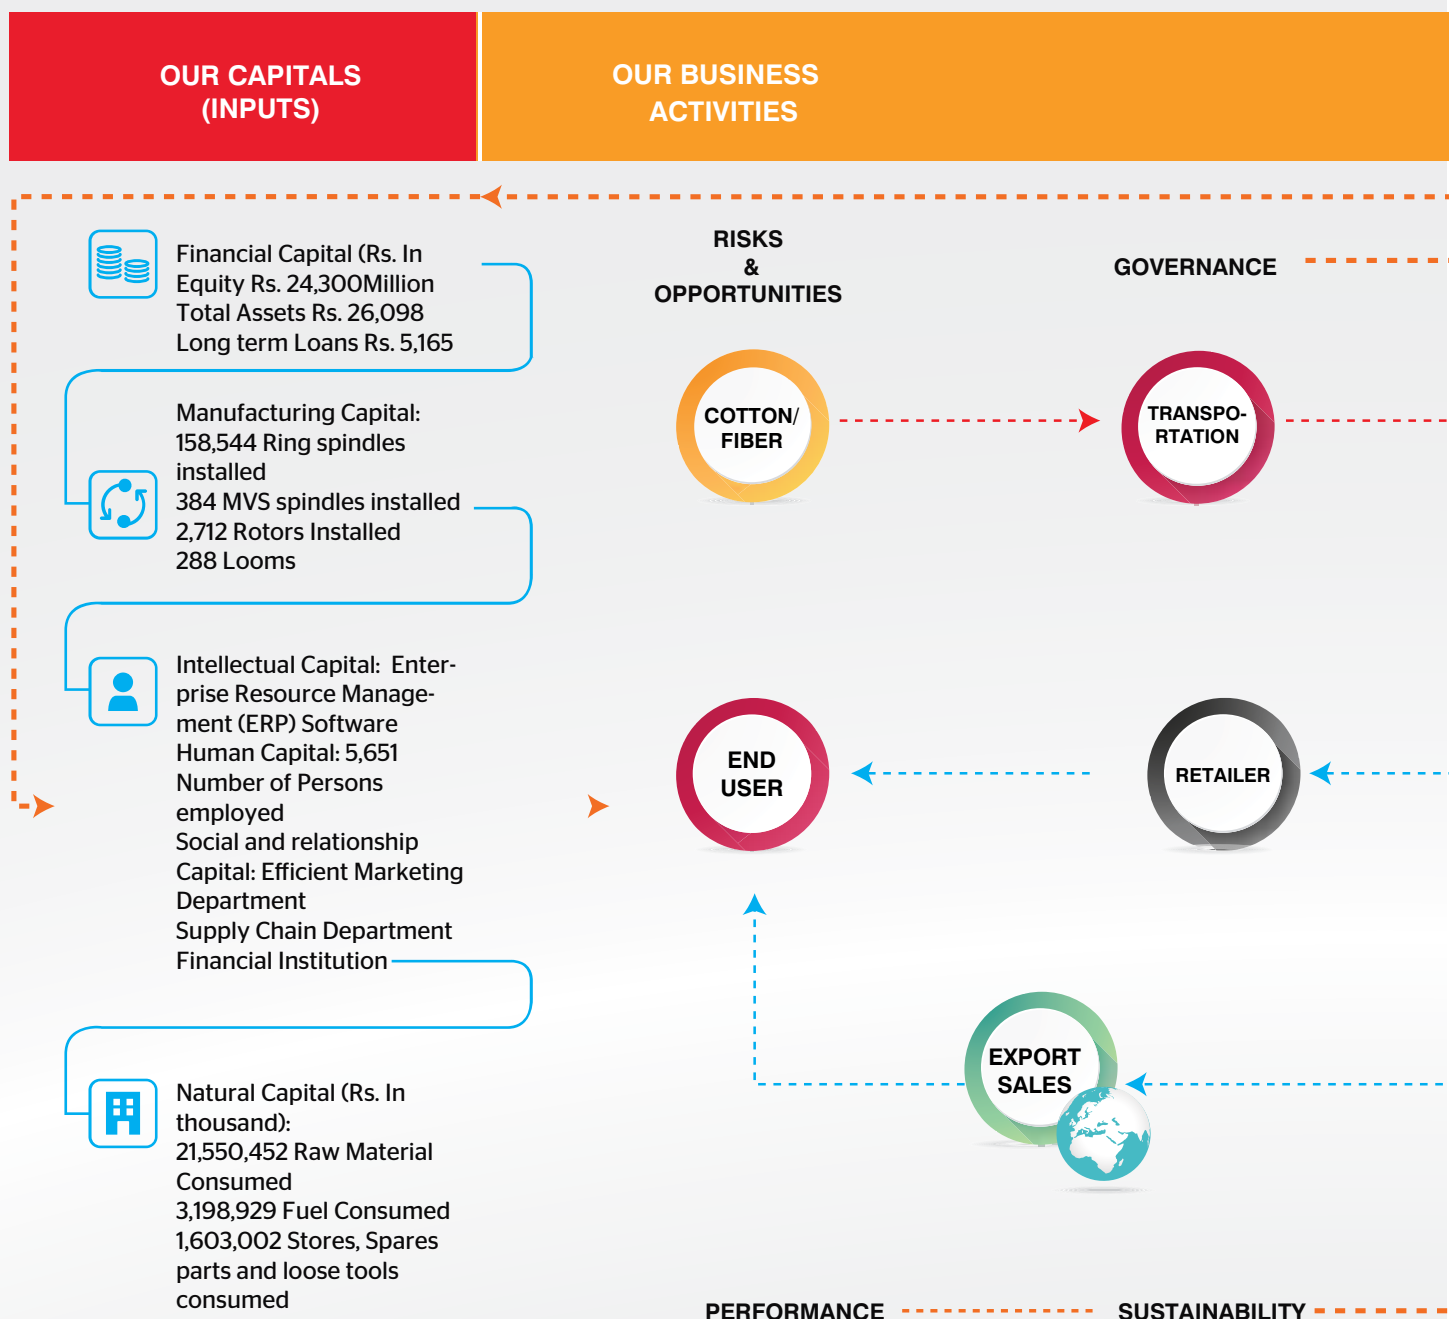 OUR CAPITALS
(INPUTS)
OUR BUSINESS
ACTIVITIES
Financial Capital (Rs. In
Equity Rs. 24,300Million
Total Assets Rs. 26,098
Long term Loans Rs. 5,165
Manufacturing Capital:
158,544 Ring spindles
installed
384 MVS spindles installed
2,712 Rotors Installed
288 Looms
Intellectual Capital:  Enter-
prise Resource Manage-
ment (ERP) Software
Human Capital: 5,651
Number of Persons
employed
Social and relationship
Capital: Efficient Marketing
Department
Supply Chain Department
Financial Institution
Natural Capital (Rs. In
thousand):
21,550,452 Raw Material
Consumed
3,198,929 Fuel Consumed
1,603,002 Stores, Spares
parts and loose tools
consumed
RISKS
&
OPPORTUNITIES
GOVERNANCE
COTTON/
FIBER
TRANSPO-
RTATION
END
USER
RETAILER
EXPORT
SALES
PERFORMANCE
SUSTAINABILITY